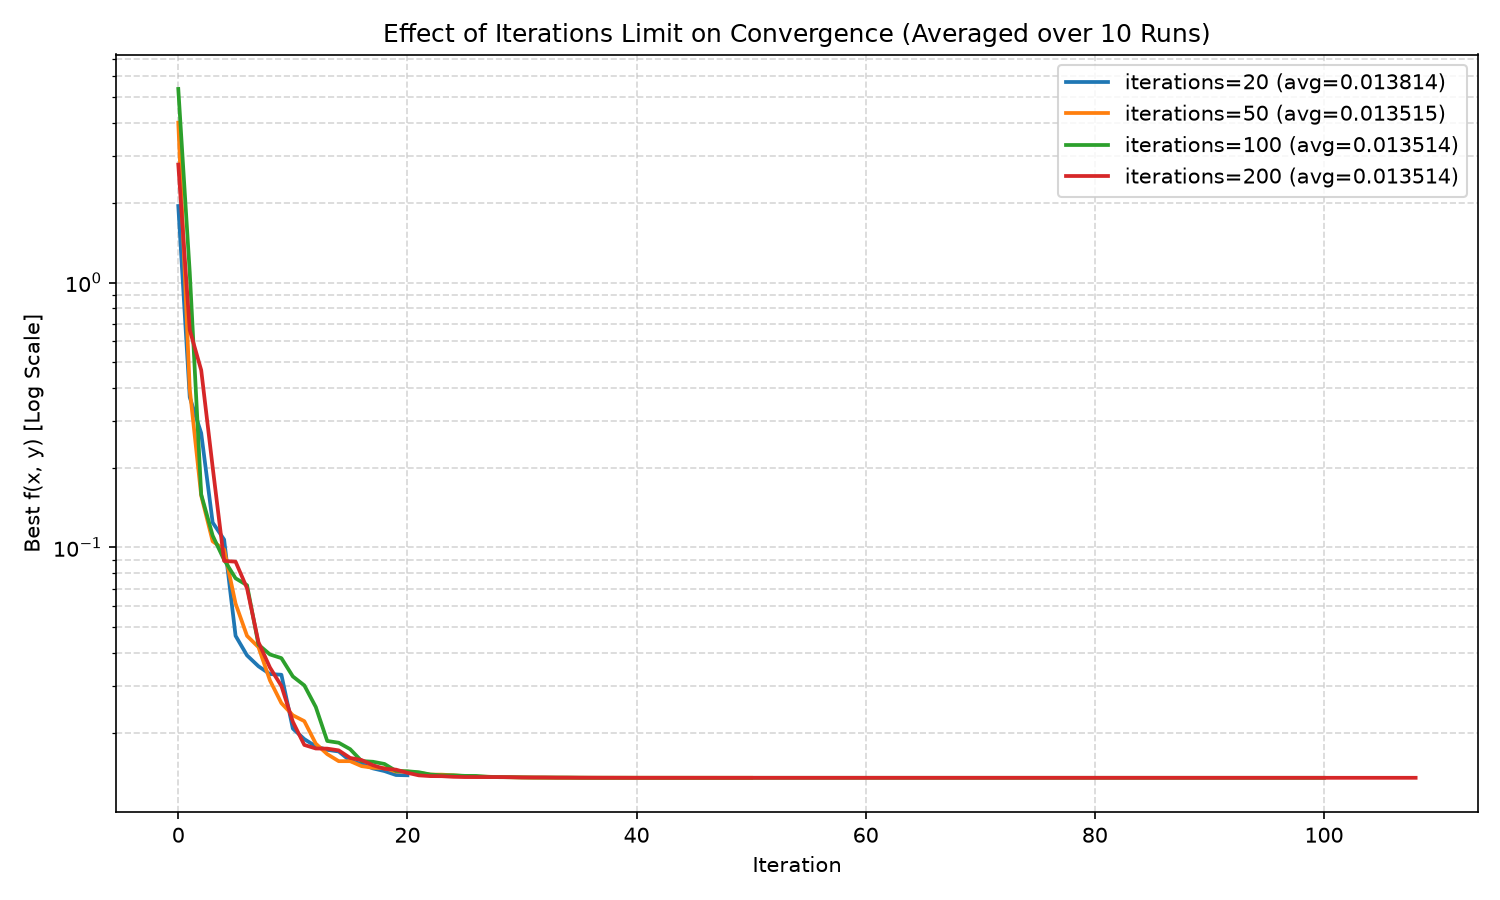 Effect of Iterations Limit on Convergence (Averaged over 10 Runs)
iterations=20 (avg=0.013814)
iterations=50 (avg=0.013515)
iterations=100 (avg=0.013514)
iterations=200 (avg=0.013514)
Best f(x, y) [Log Scale]
10⁰
10⁻¹
0 20 40 60 80 100
Iteration